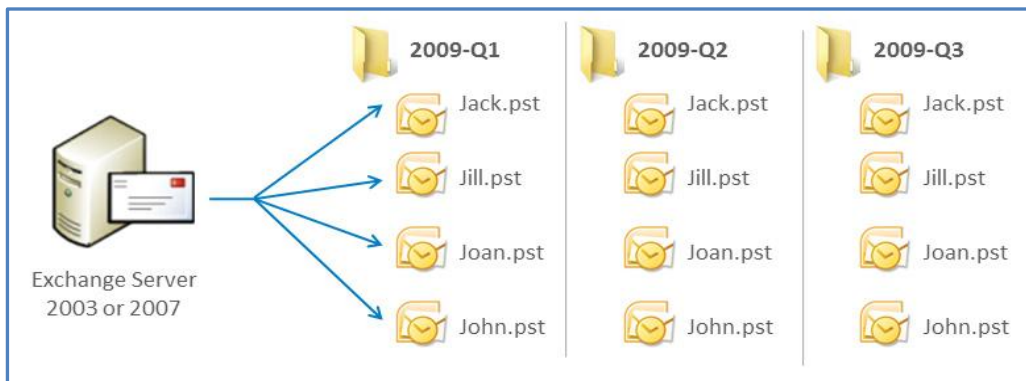 2009-Q1
Jack.pst
Jill.pst
Joan.pst
John.pst
2009-Q2
Jack.pst
Jill.pst
Joan.pst
John.pst
2009-Q3
Jack.pst
Jill.pst
Joan.pst
John.pst
Exchange Server
2003 or 2007